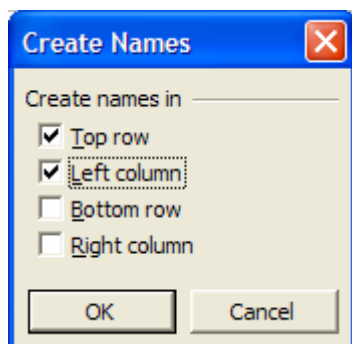 Create Names
Create names in
Top row
Left column
Bottom row
Right column
OK
Cancel